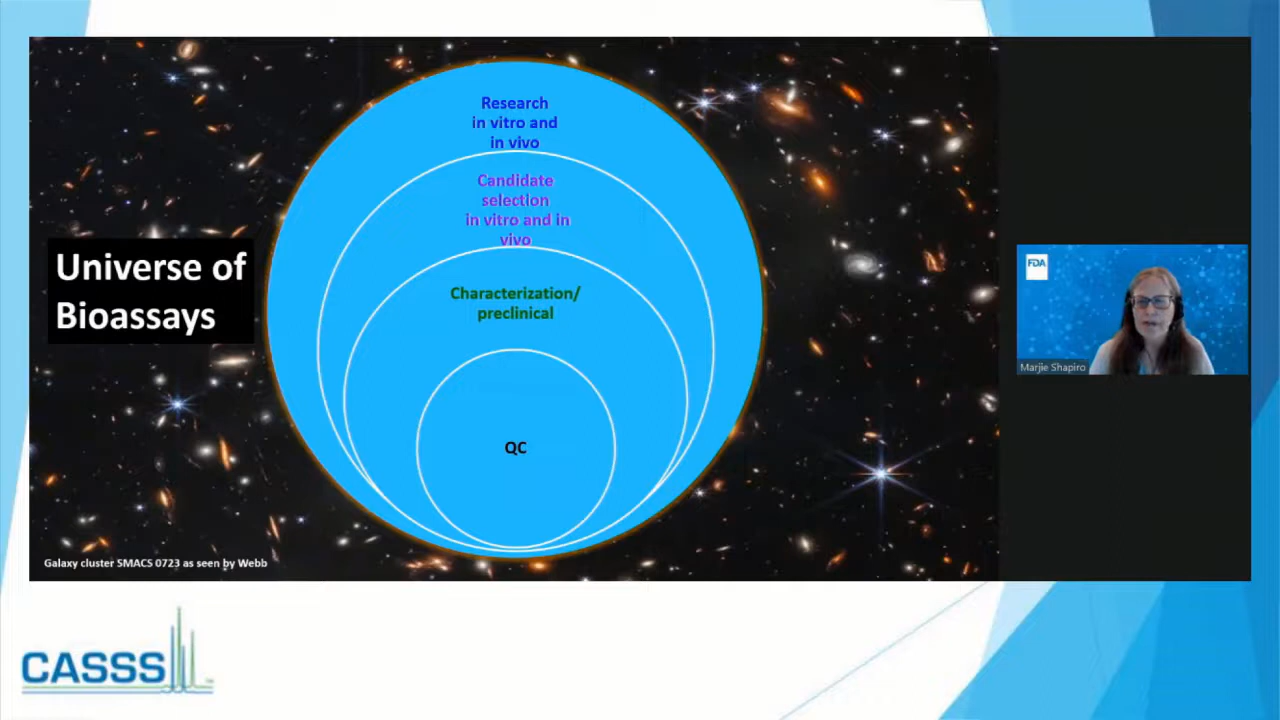 Research
in vitro and
in vivo
Candidate
selection
in vitro and in
vivo
Universe of
Bioassays
Characterization/
preclinical
QC
FDA
Marjie Shapiro
Galaxy cluster SMACS 0723 as seen by Webb
CASSS